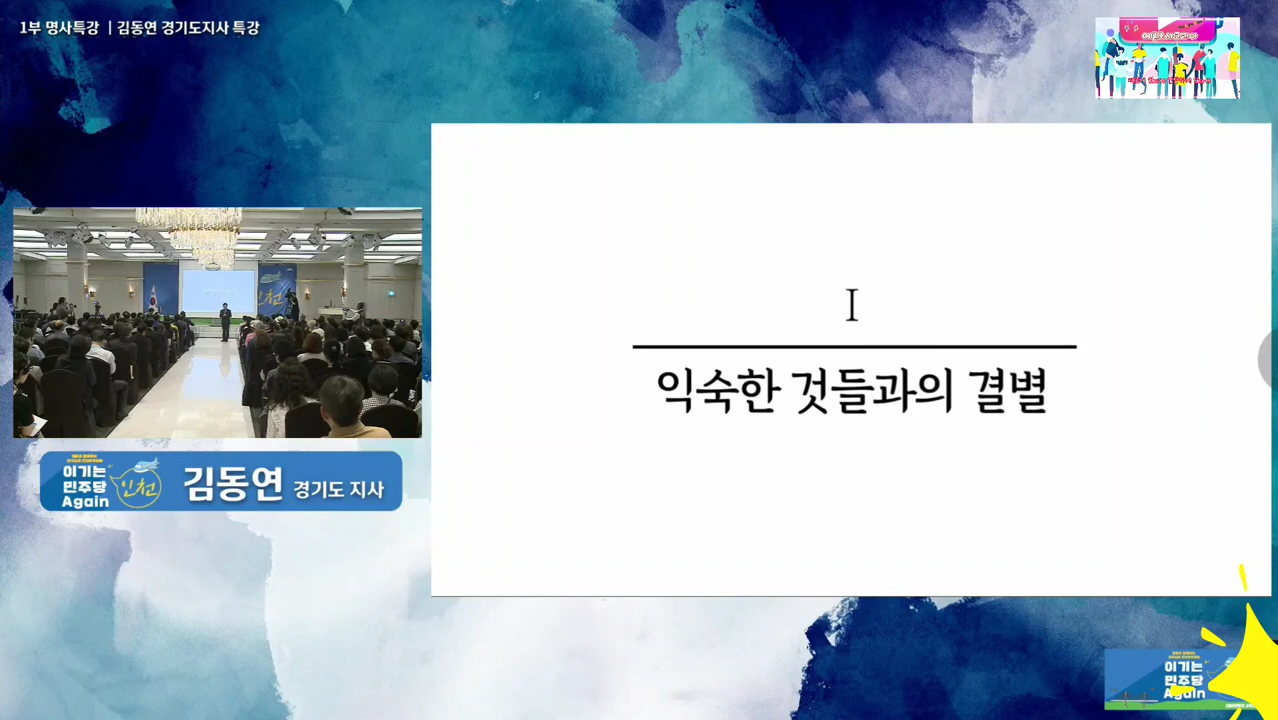 1부 명사특강 | 김동연 경기도지사 특강
I
익숙한 것들과의 결별
인천
이기는
민주당
Again
인천
김동연 경기도 지사
이기는
민주당
Again